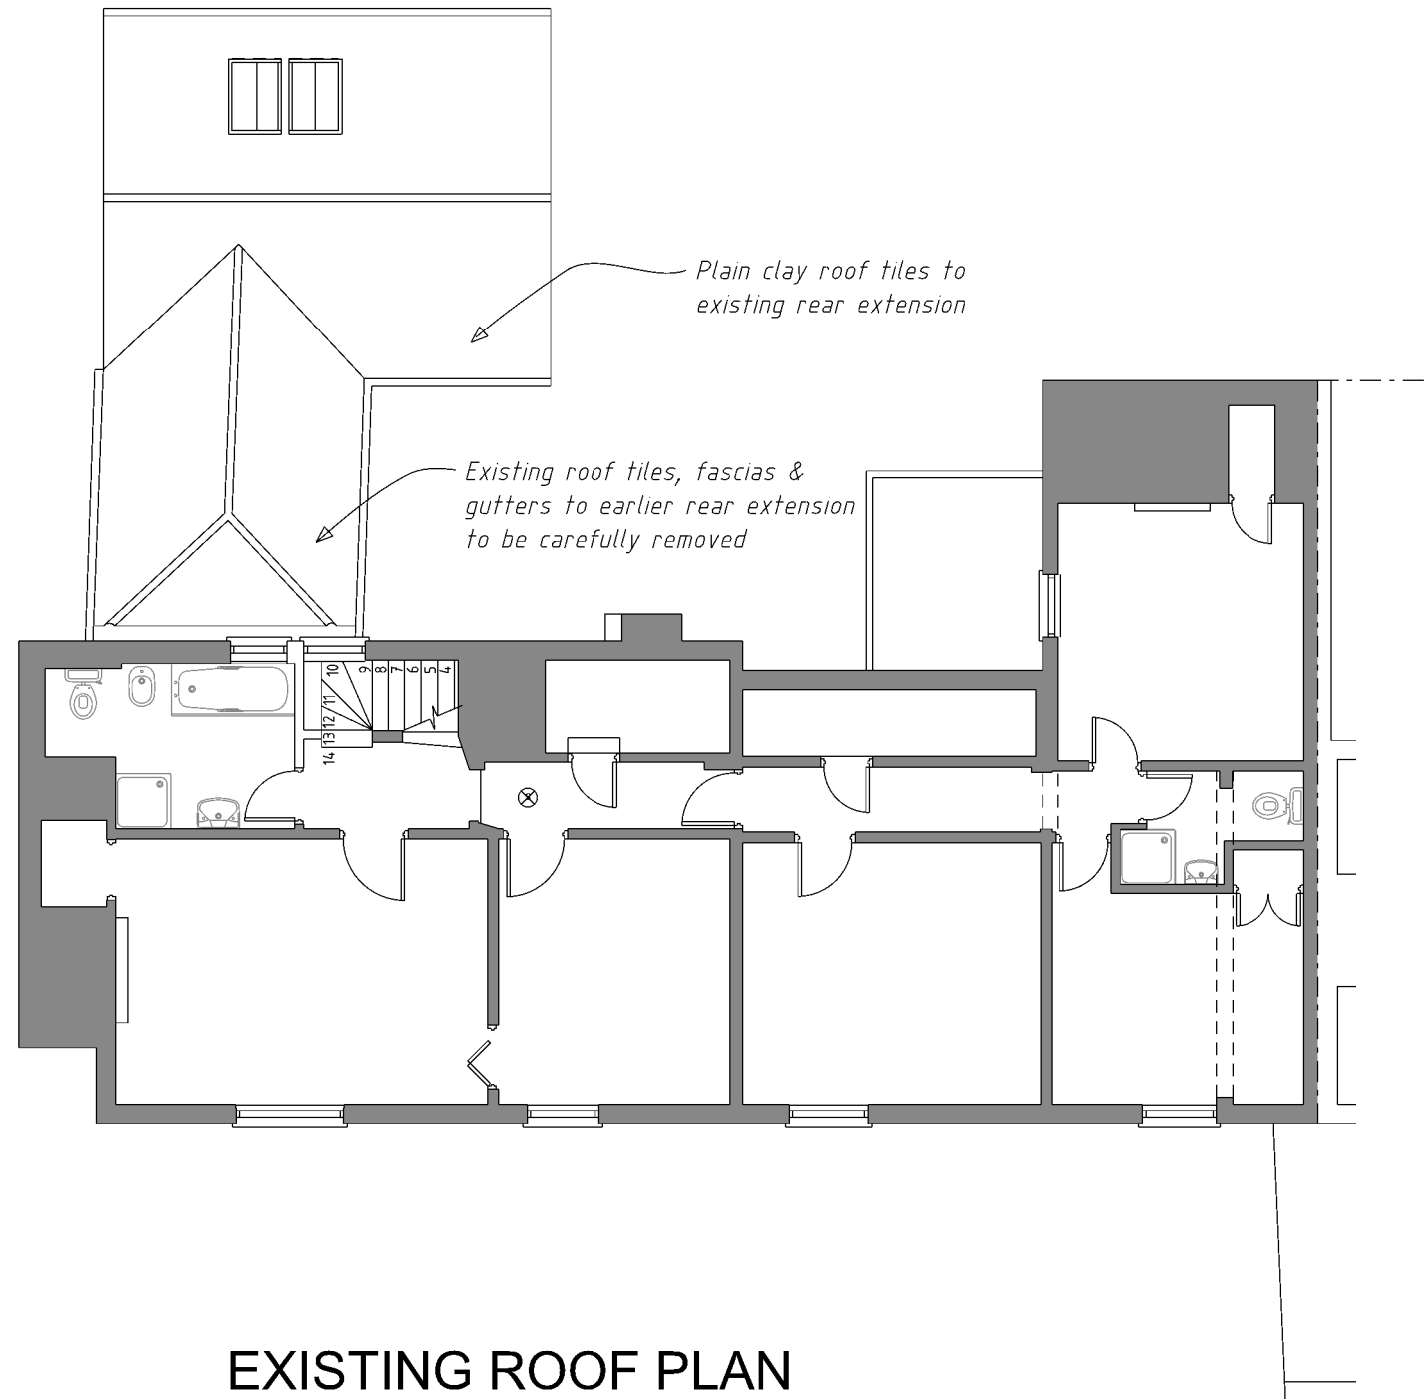 Plain clay roof tiles to
existing rear extension
Existing roof tiles, fascias &
gutters to earlier rear extension
to be carefully removed
10 9 8 7 6 5 4
11
12
13
14
EXISTING ROOF PLAN